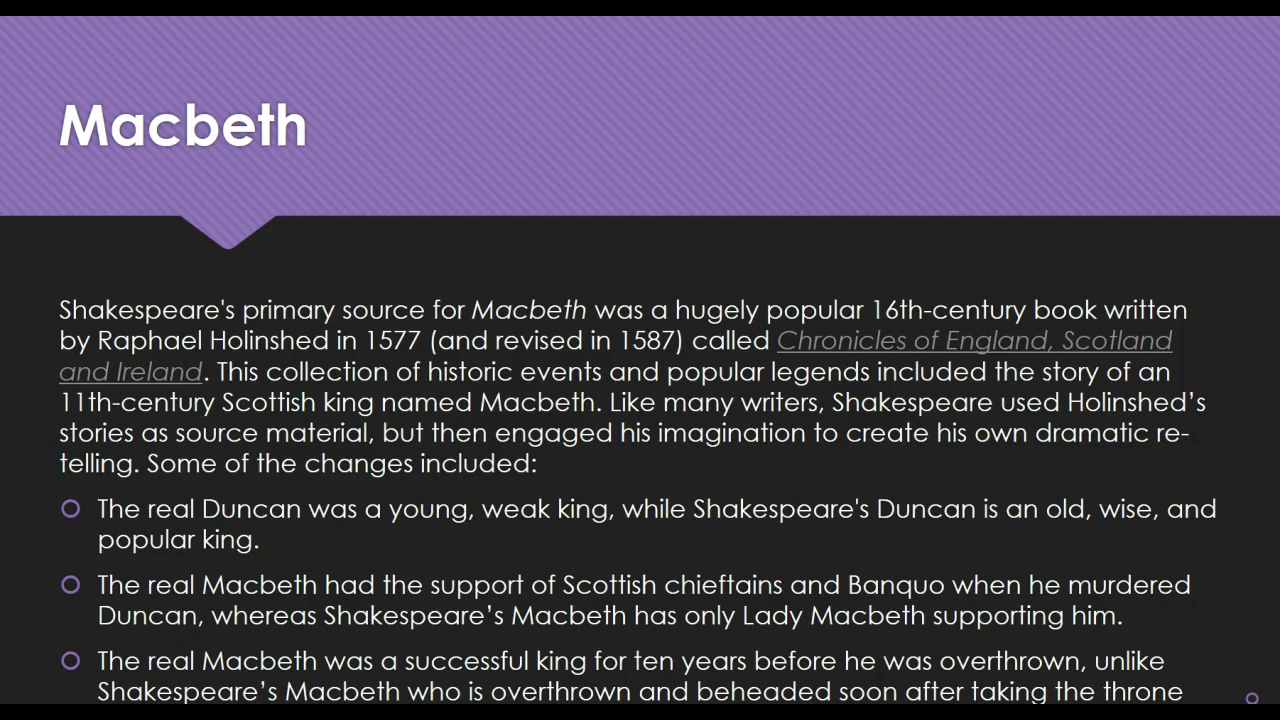 Macbeth
Shakespeare's primary source for Macbeth was a hugely popular 16th-century book written
by Raphael Holinshed in 1577 (and revised in 1587) called Chronicles of England, Scotland
and Ireland. This collection of historic events and popular legends included the story of an
11th-century Scottish king named Macbeth. Like many writers, Shakespeare used Holinshed’s
stories as source material, but then engaged his imagination to create his own dramatic re-
telling. Some of the changes included:
The real Duncan was a young, weak king, while Shakespeare's Duncan is an old, wise, and
popular king.
The real Macbeth had the support of Scottish chieftains and Banquo when he murdered
Duncan, whereas Shakespeare’s Macbeth has only Lady Macbeth supporting him.
The real Macbeth was a successful king for ten years before he was overthrown, unlike
Shakespeare’s Macbeth who is overthrown and beheaded soon after taking the throne